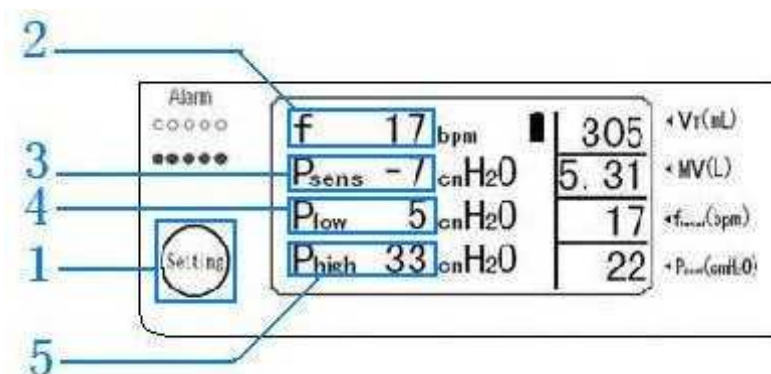 2
Alarm
f 17 bpm
305 ◂VT(mL)
3
Psens -7 cmH2O
5.31 ◂MV(L)
4
Plow 5 cmH2O
17
1
Setting
Phigh 33 cmH2O
22
5